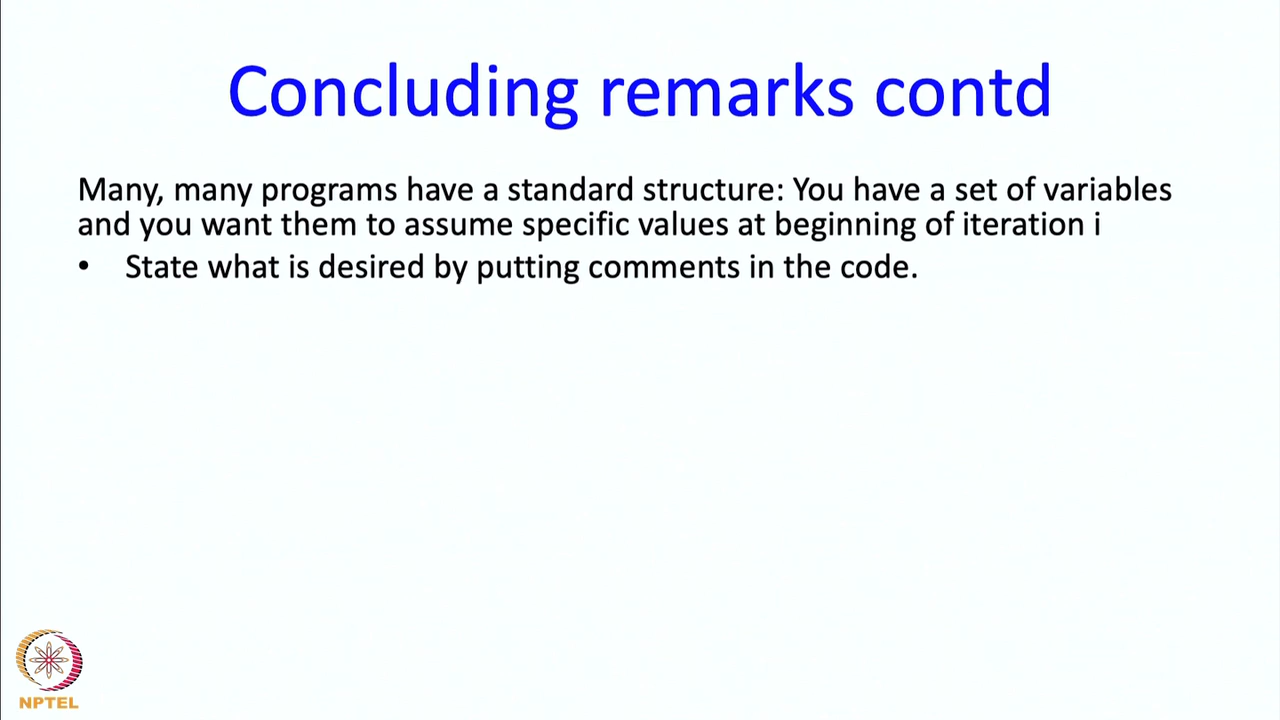 Concluding remarks contd
Many, many programs have a standard structure: You have a set of variables
and you want them to assume specific values at beginning of iteration i
• State what is desired by putting comments in the code.
NPTEL